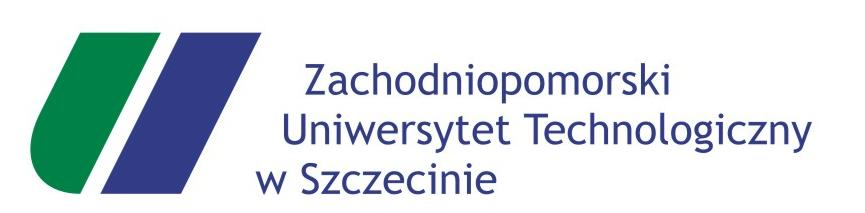 Zachodniopomorski
Uniwersytet Technologiczny
w Szczecinie